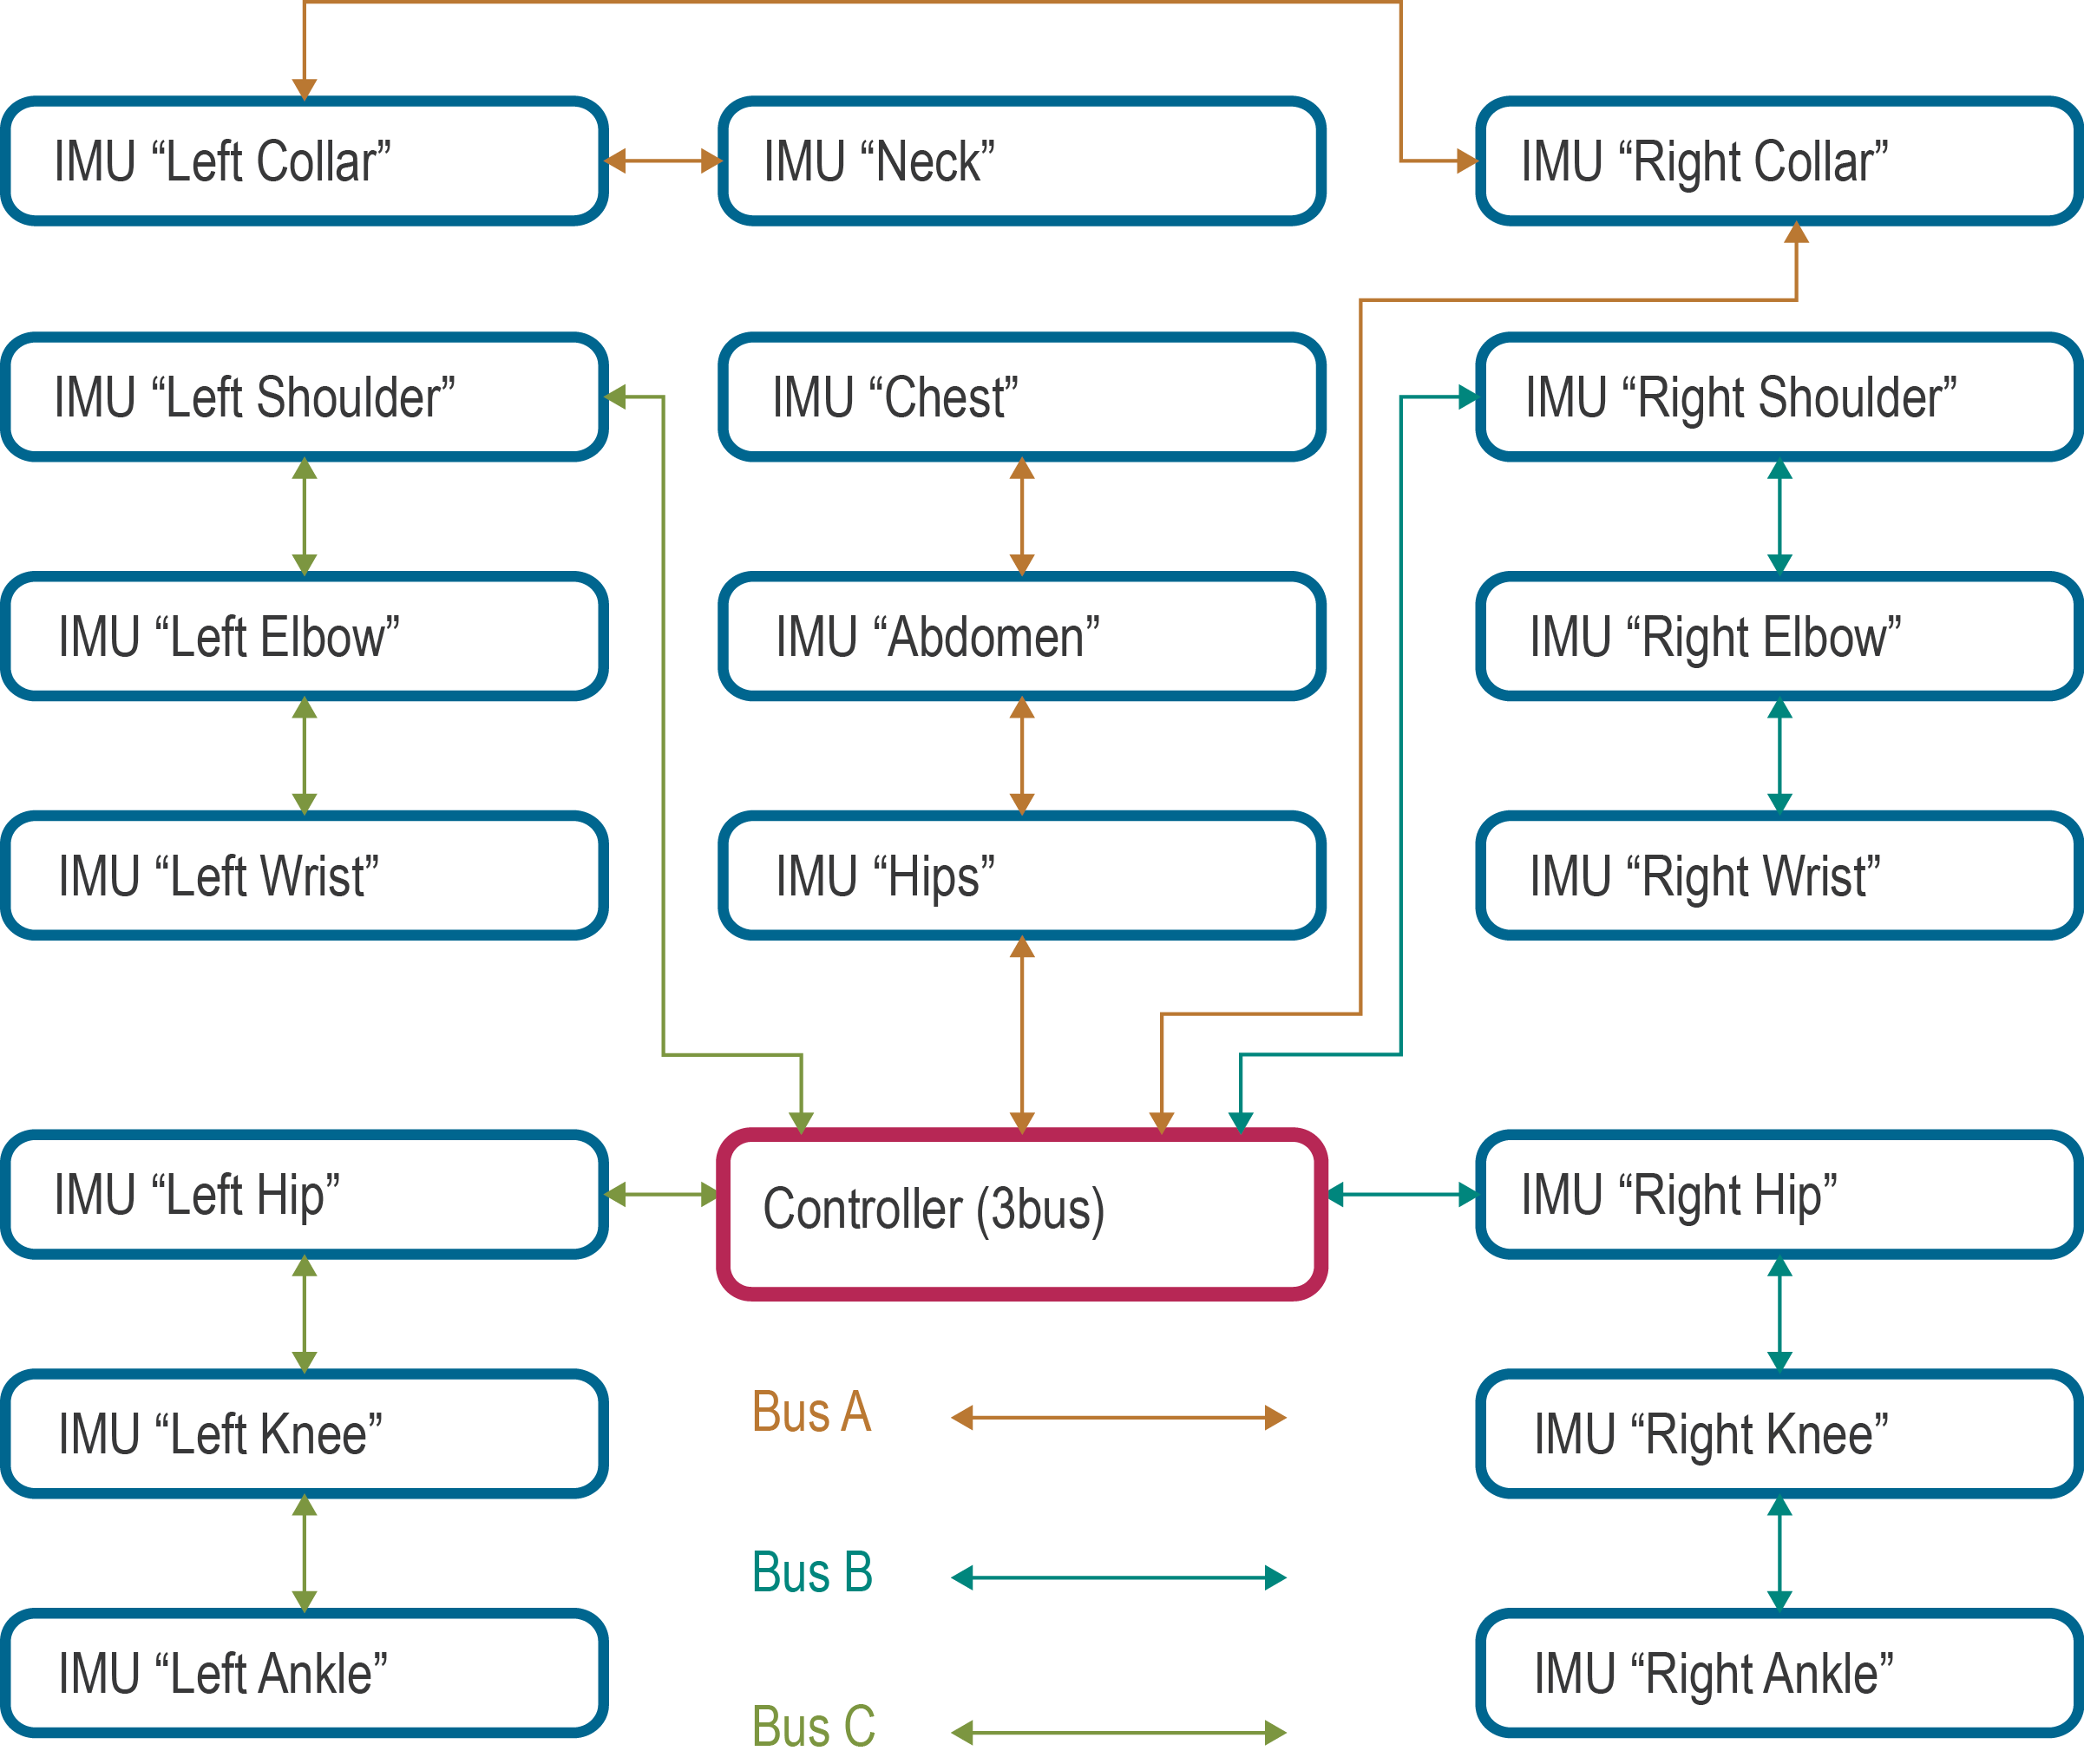 IMU “Left Collar”
IMU “Neck”
IMU “Right Collar”
IMU “Left Shoulder”
IMU “Chest”
IMU “Right Shoulder”
IMU “Left Elbow”
IMU “Abdomen”
IMU “Right Elbow”
IMU “Left Wrist”
IMU “Hips”
IMU “Right Wrist”
IMU “Left Hip”
Controller (3bus)
IMU “Right Hip”
IMU “Left Knee”
Bus A
IMU “Right Knee”
Bus B
IMU “Left Ankle”
IMU “Right Ankle”
Bus C